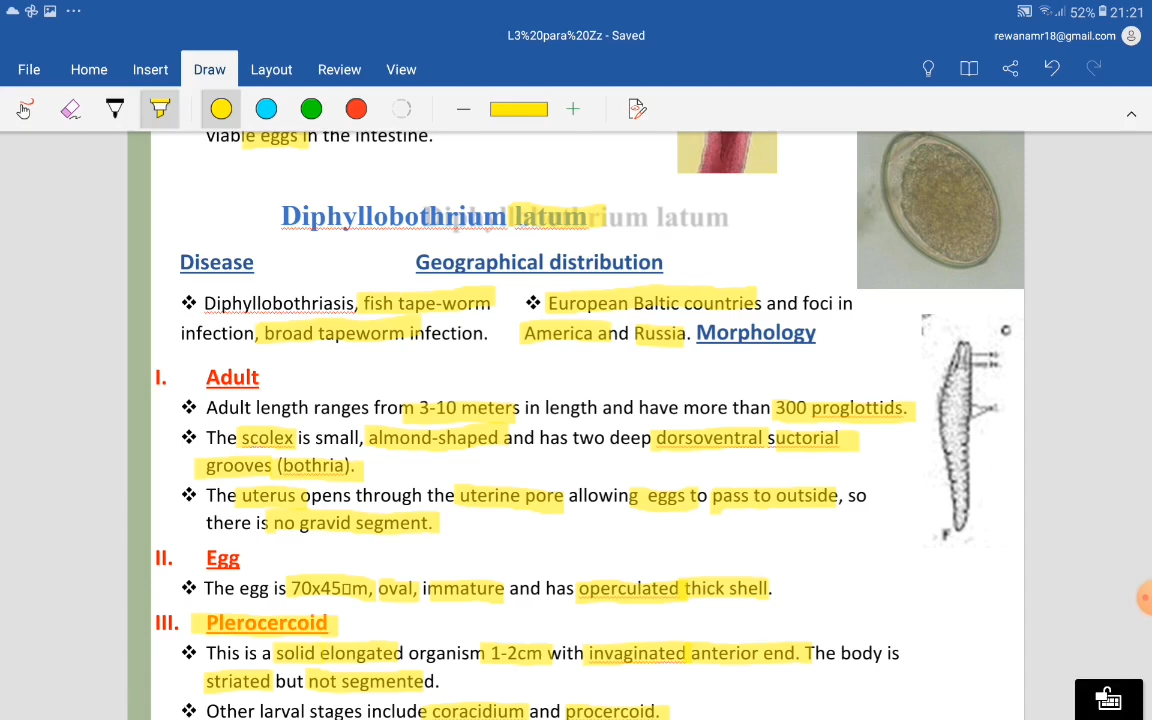 52% 21:21
L3%20para%20Zz - Saved
rewanamr18@gmail.com
File Home Insert Draw Layout Review View
viable eggs in the intestine.
Diphyllobothrium latum
Disease Geographical distribution
❖ Diphyllobothriasis, fish tape-worm infection, broad tapeworm infection.
❖ European Baltic countries and foci in America and Russia. Morphology
I. Adult
❖ Adult length ranges from 3-10 meters in length and have more than 300 proglottids.
❖ The scolex is small, almond-shaped and has two deep dorsoventral suctorial
grooves (bothria).
❖ The uterus opens through the uterine pore allowing eggs to pass to outside, so
there is no gravid segment.
II. Egg
❖ The egg is 70x45▯m, oval, immature and has operculated thick shell.
III. Plerocercoid
❖ This is a solid elongated organism 1-2cm with invaginated anterior end. The body is
striated but not segmented.
❖ Other larval stages include coracidium and procercoid.